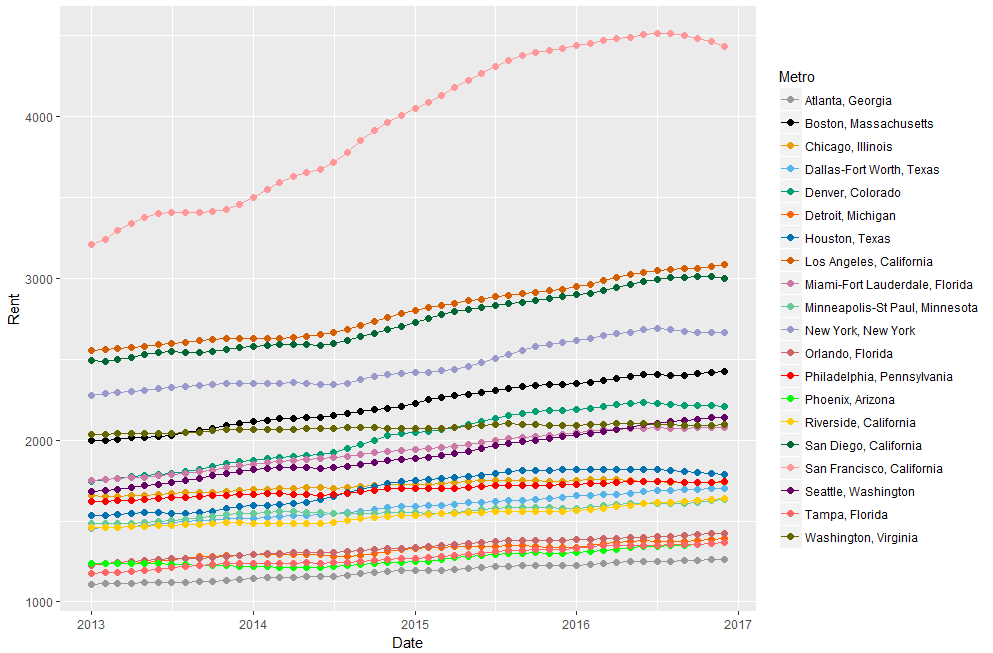 Rent
4000
3000
2000
1000
2013
2014
2015
2016
2017
Date
Metro
Atlanta, Georgia
Boston, Massachusetts
Chicago, Illinois
Dallas-Fort Worth, Texas
Denver, Colorado
Detroit, Michigan
Houston, Texas
Los Angeles, California
Miami-Fort Lauderdale, Florida
Minneapolis-St Paul, Minnesota
New York, New York
Orlando, Florida
Philadelphia, Pennsylvania
Phoenix, Arizona
Riverside, California
San Diego, California
San Francisco, California
Seattle, Washington
Tampa, Florida
Washington, Virginia